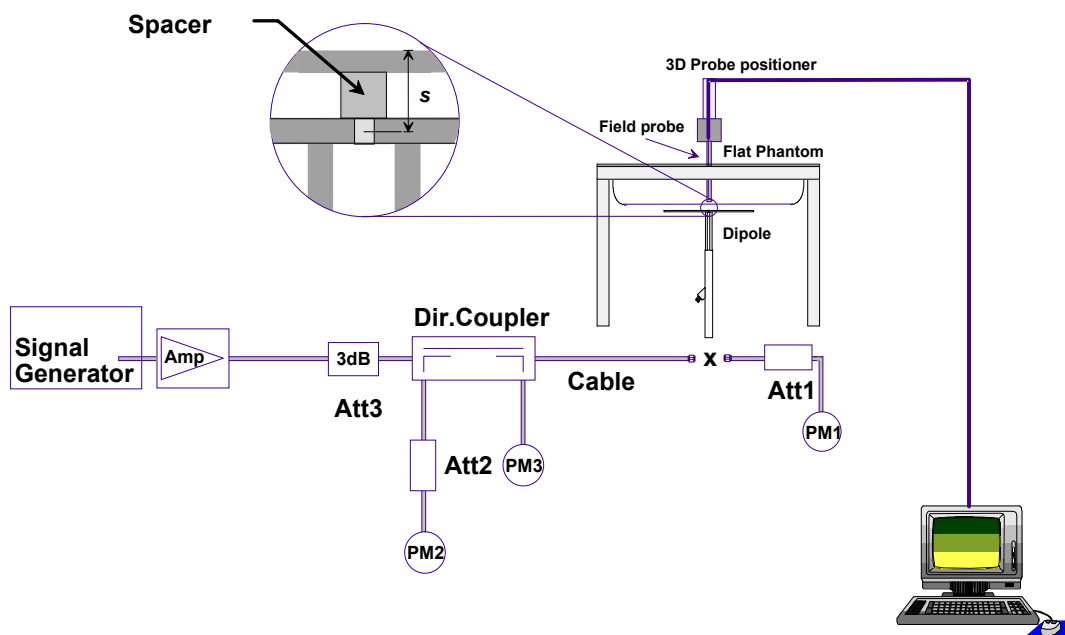 Spacer
s
3D Probe positioner
Field probe
Flat Phantom
Dipole
Signal
Generator
Amp
3dB
Att3
Dir.Coupler
Cable
x
Att1
PM1
Att2
PM3
PM2